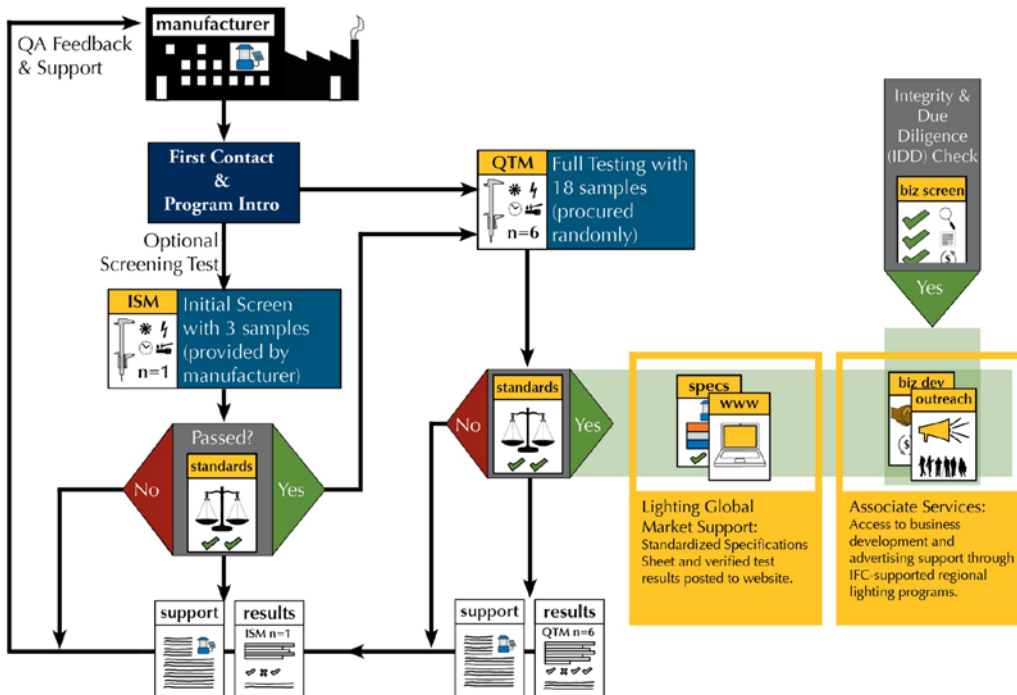 manufacturer
QA Feedback
& Support
First Contact
&
Program Intro
Optional
Screening Test
ISM
n=1
Initial Screen
with 3 samples
(provided by
manufacturer)
QTM
n=6
Full Testing with
18 samples
(procured
randomly)
Integrity &
Due
Diligence
(IDD) Check
biz screen
($)
Yes
Passed?
standards
No
Yes
standards
No
Yes
specs
www
biz dev
($)
outreach
Lighting Global
Market Support:
Standardized Specifications
Sheet and verified test
results posted to website.
Associate Services:
Access to business
development and
advertising support through
IFC-supported regional
lighting programs.
support
results
ISM n=1
support
results
QTM n=6